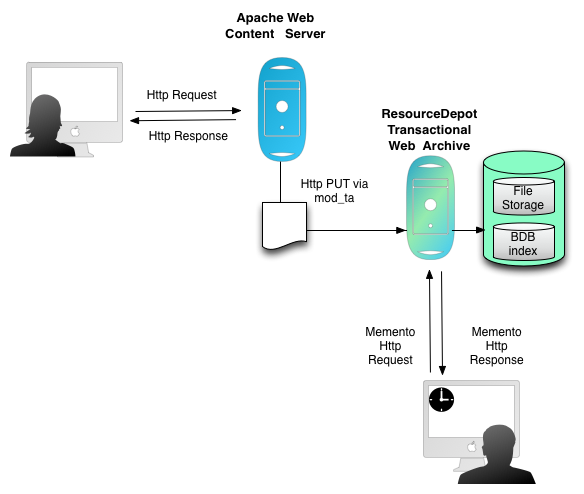 Apache Web
Content Server
Http Request
Http Response
ResourceDepot
Transactional
Web Archive
Http PUT via
mod_ta
File
Storage
BDB
index
Memento
Http
Request
Memento
Http
Response